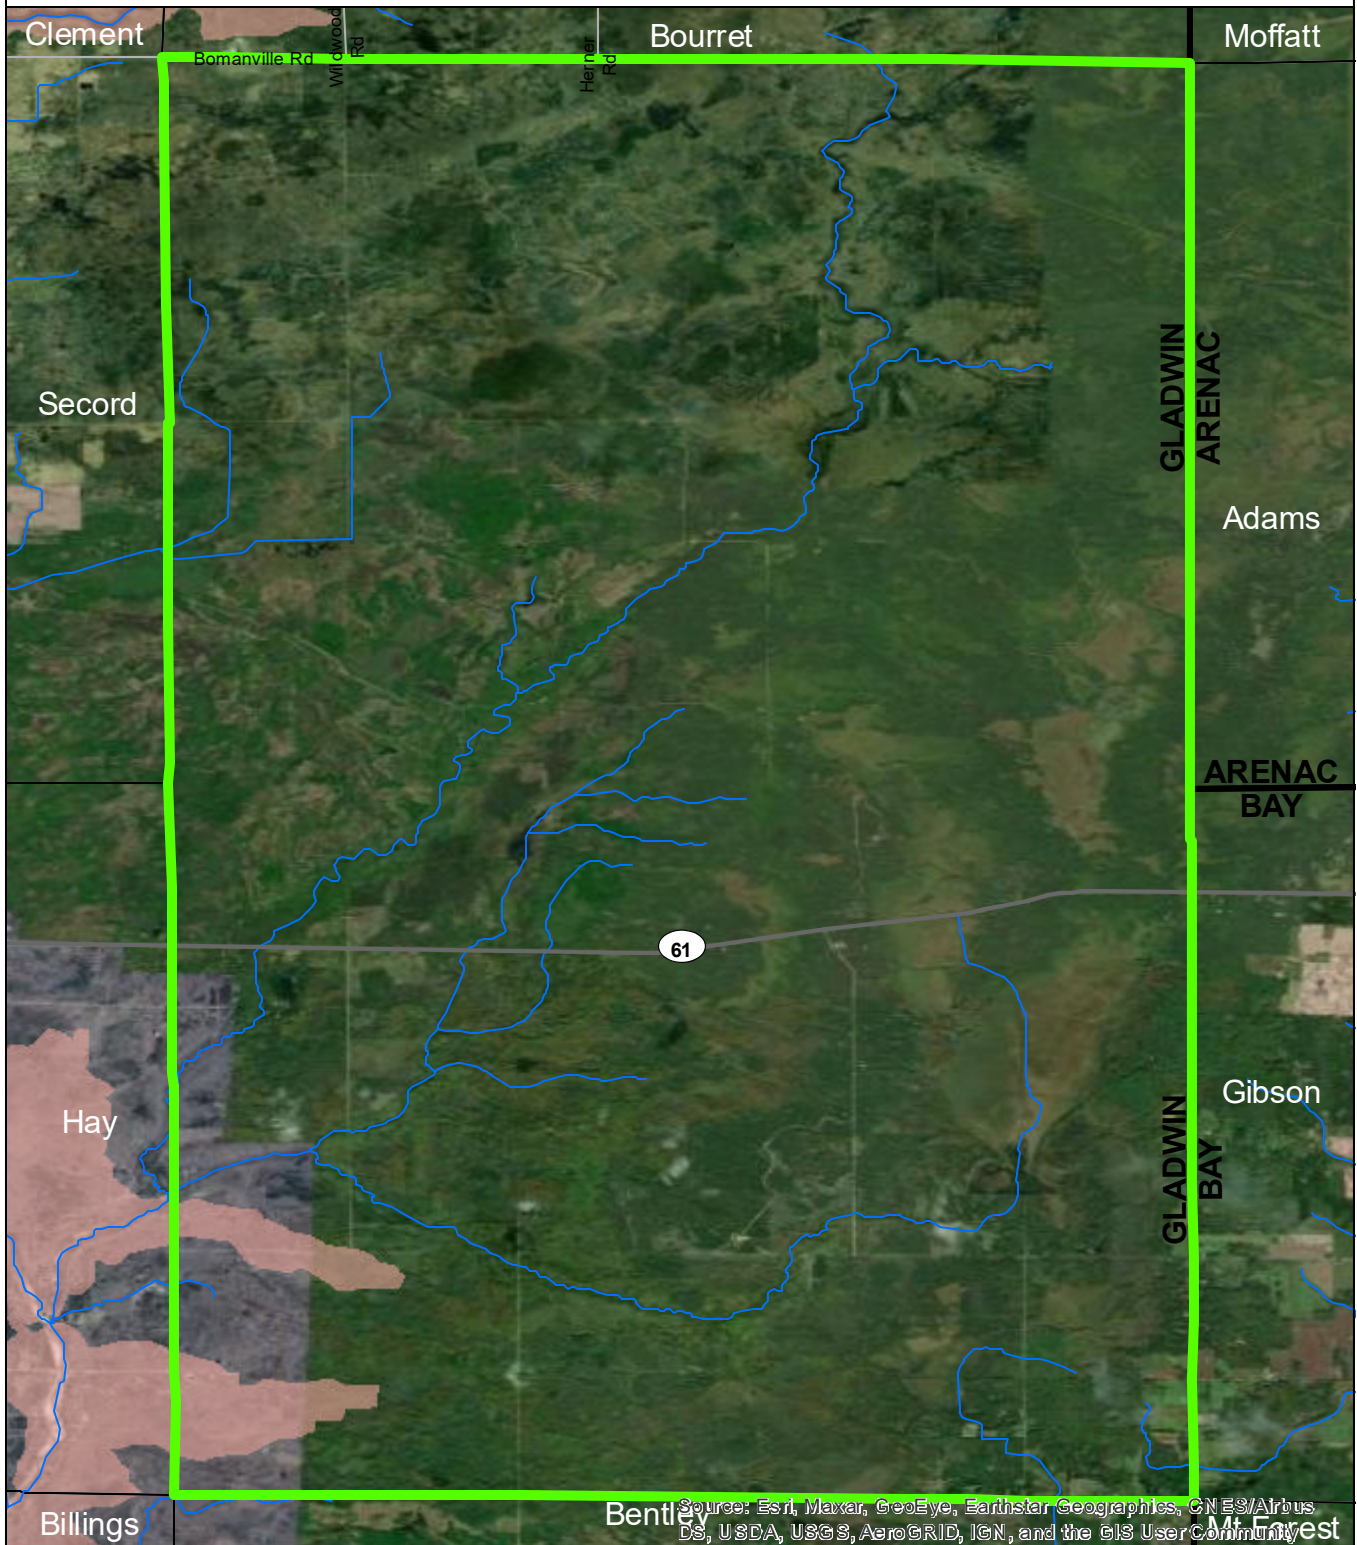 Clement
Bourret
Moffatt
Bomanville Rd
Wildwood
Rd
Herner
Rd
Secord
GLADWIN
ARENAC
Adams
ARENAC
BAY
61
Hay
Gibson
GLADWIN
BAY
Billings
Bentley
Mt Forest
Source: Esri, Maxar, GeoEye, Earthstar Geographics, CNES/Airbus
DS, USDA, USGS, AeroGRID, IGN, and the GIS User Community